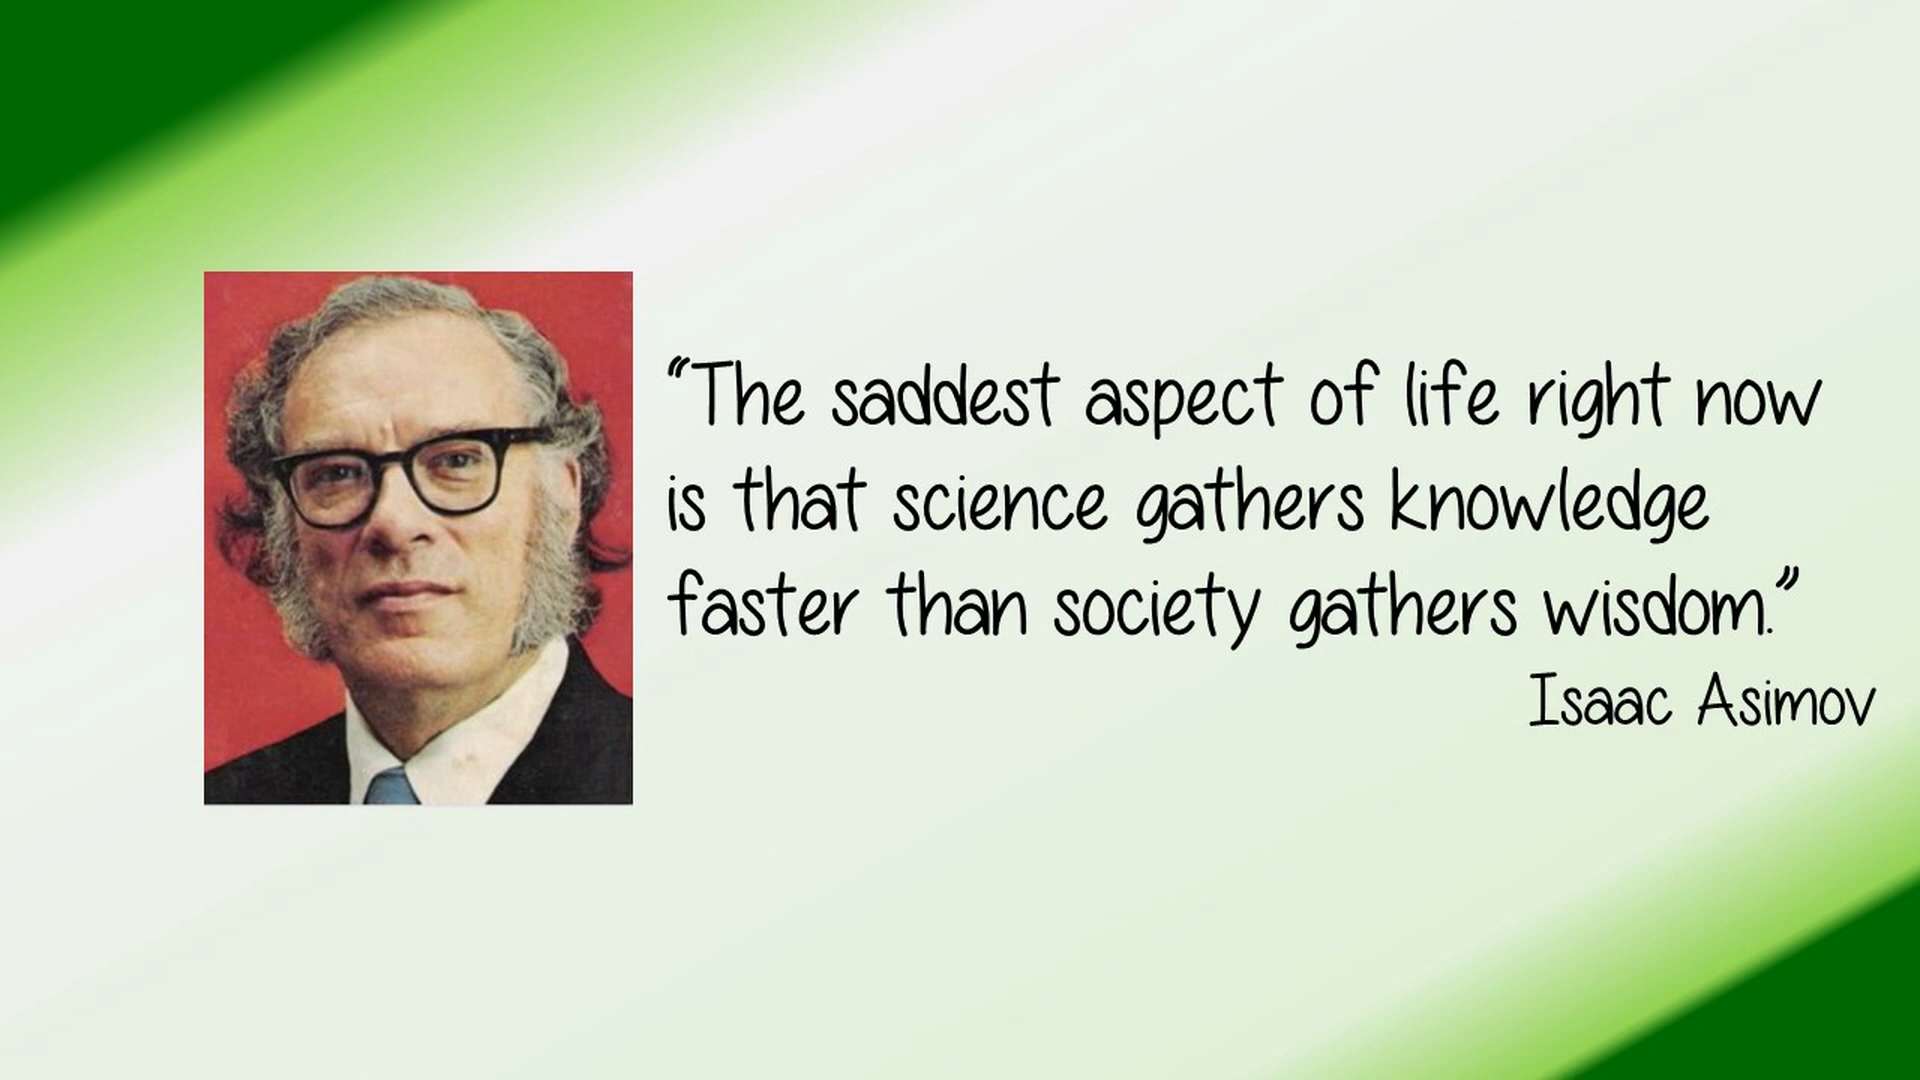 “The saddest aspect of life right now
is that science gathers knowledge
faster than society gathers wisdom.”
Isaac Asimov